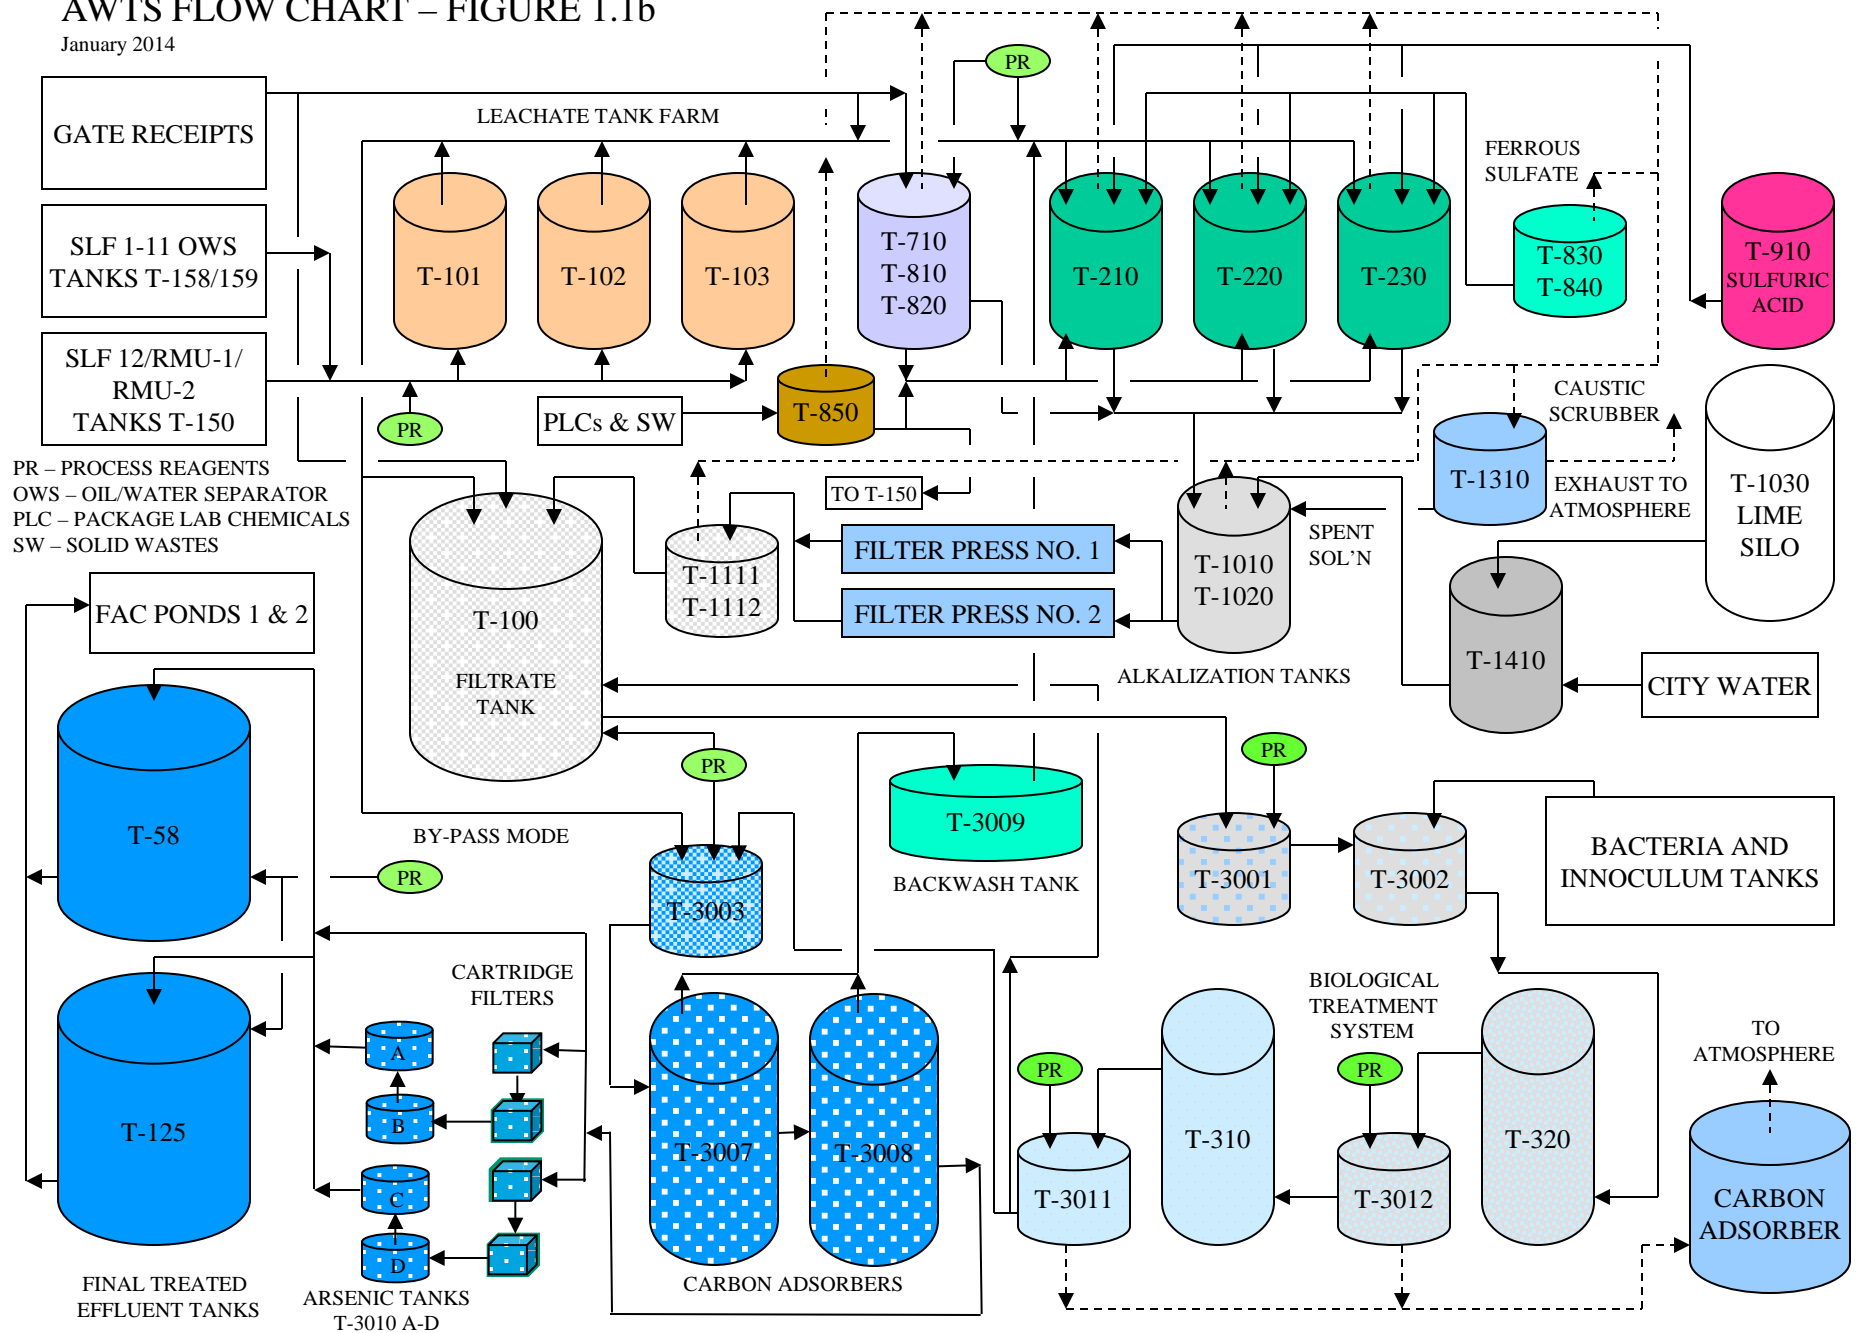 AWTS FLOW CHART – FIGURE 1.1b
January 2014
PR
GATE RECEIPTS
LEACHATE TANK FARM
FERROUS
SULFATE
SLF 1-11 OWS
TANKS T-158/159
T-101
T-102
T-103
T-710
T-810
T-820
T-210
T-220
T-230
T-830
T-840
T-910
SULFURIC
ACID
SLF 12/RMU-1/
RMU-2
TANKS T-150
PR
PLCs & SW
T-850
CAUSTIC
SCRUBBER
PR – PROCESS REAGENTS
OWS – OIL/WATER SEPARATOR
PLC – PACKAGE LAB CHEMICALS
SW – SOLID WASTES
TO T-150
T-1310
EXHAUST TO
ATMOSPHERE
T-1030
LIME
SILO
SPENT
SOL'N
FILTER PRESS NO. 1
FILTER PRESS NO. 2
T-1111
T-1112
T-1010
T-1020
FAC PONDS 1 & 2
T-100
FILTRATE
TANK
ALKALIZATION TANKS
T-1410
CITY WATER
PR
PR
T-58
BY-PASS MODE
T-3009
BACKWASH TANK
PR
T-3003
T-3001
T-3002
BACTERIA AND
INNOCULUM TANKS
CARTRIDGE
FILTERS
BIOLOGICAL
TREATMENT
SYSTEM
TO
ATMOSPHERE
A
B
C
D
PR
PR
T-125
T-3007
T-3008
T-3011
T-310
T-3012
T-320
CARBON
ADSORBER
FINAL TREATED
EFFLUENT TANKS
ARSENIC TANKS
T-3010 A-D
CARBON ADSORBERS